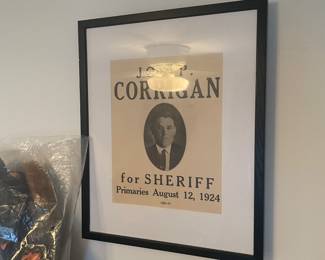 CORRIGAN
for SHERIFF
Primaries August 12, 1924